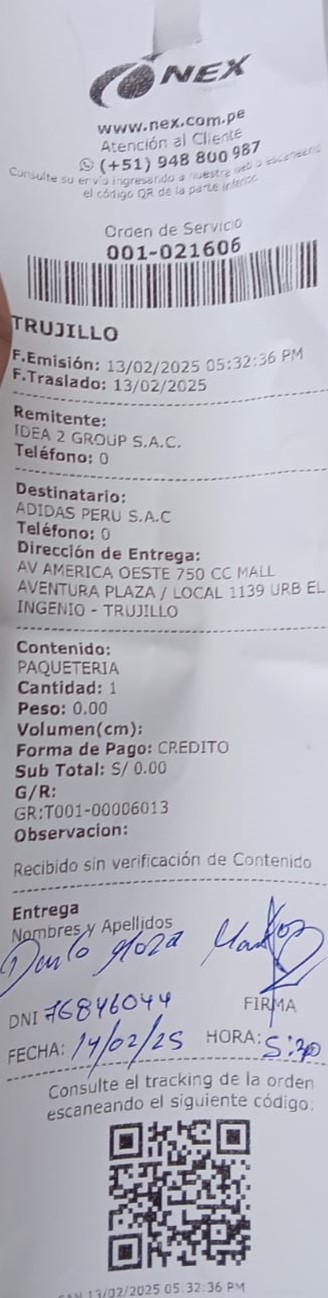 NEX
www.nex.com.pe
Atención al Cliente
(+51) 948 800 987
Consulte su envío ingresando a nuestra web o escaneando
el código QR de la parte inferior.
Orden de Servicio
001-021606
TRUJILLO
F.Emisión: 13/02/2025 05:32:36 PM
F.Traslado: 13/02/2025
Remitente:
IDEA 2 GROUP S.A.C.
Teléfono: 0
Destinatario:
ADIDAS PERU S.A.C
Teléfono: 0
Dirección de Entrega:
AV AMERICA OESTE 750 CC MALL
AVENTURA PLAZA / LOCAL 1139 URB EL
INGENIO - TRUJILLO
Contenido:
PAQUETERIA
Cantidad: 1
Peso: 0.00
Volumen(cm):
Forma de Pago: CREDITO
Sub Total: S/ 0.00
G/R:
GR:T001-00006013
Observacion:
Recibido sin verificación de Contenido
Entrega
Nombres y Apellidos
DNI 76846044 FIRMA
FECHA: 14/02/25 HORA: 5:30
Consulte el tracking de la orden
escaneando el siguiente código:
13/02/2025 05:32:36 PM